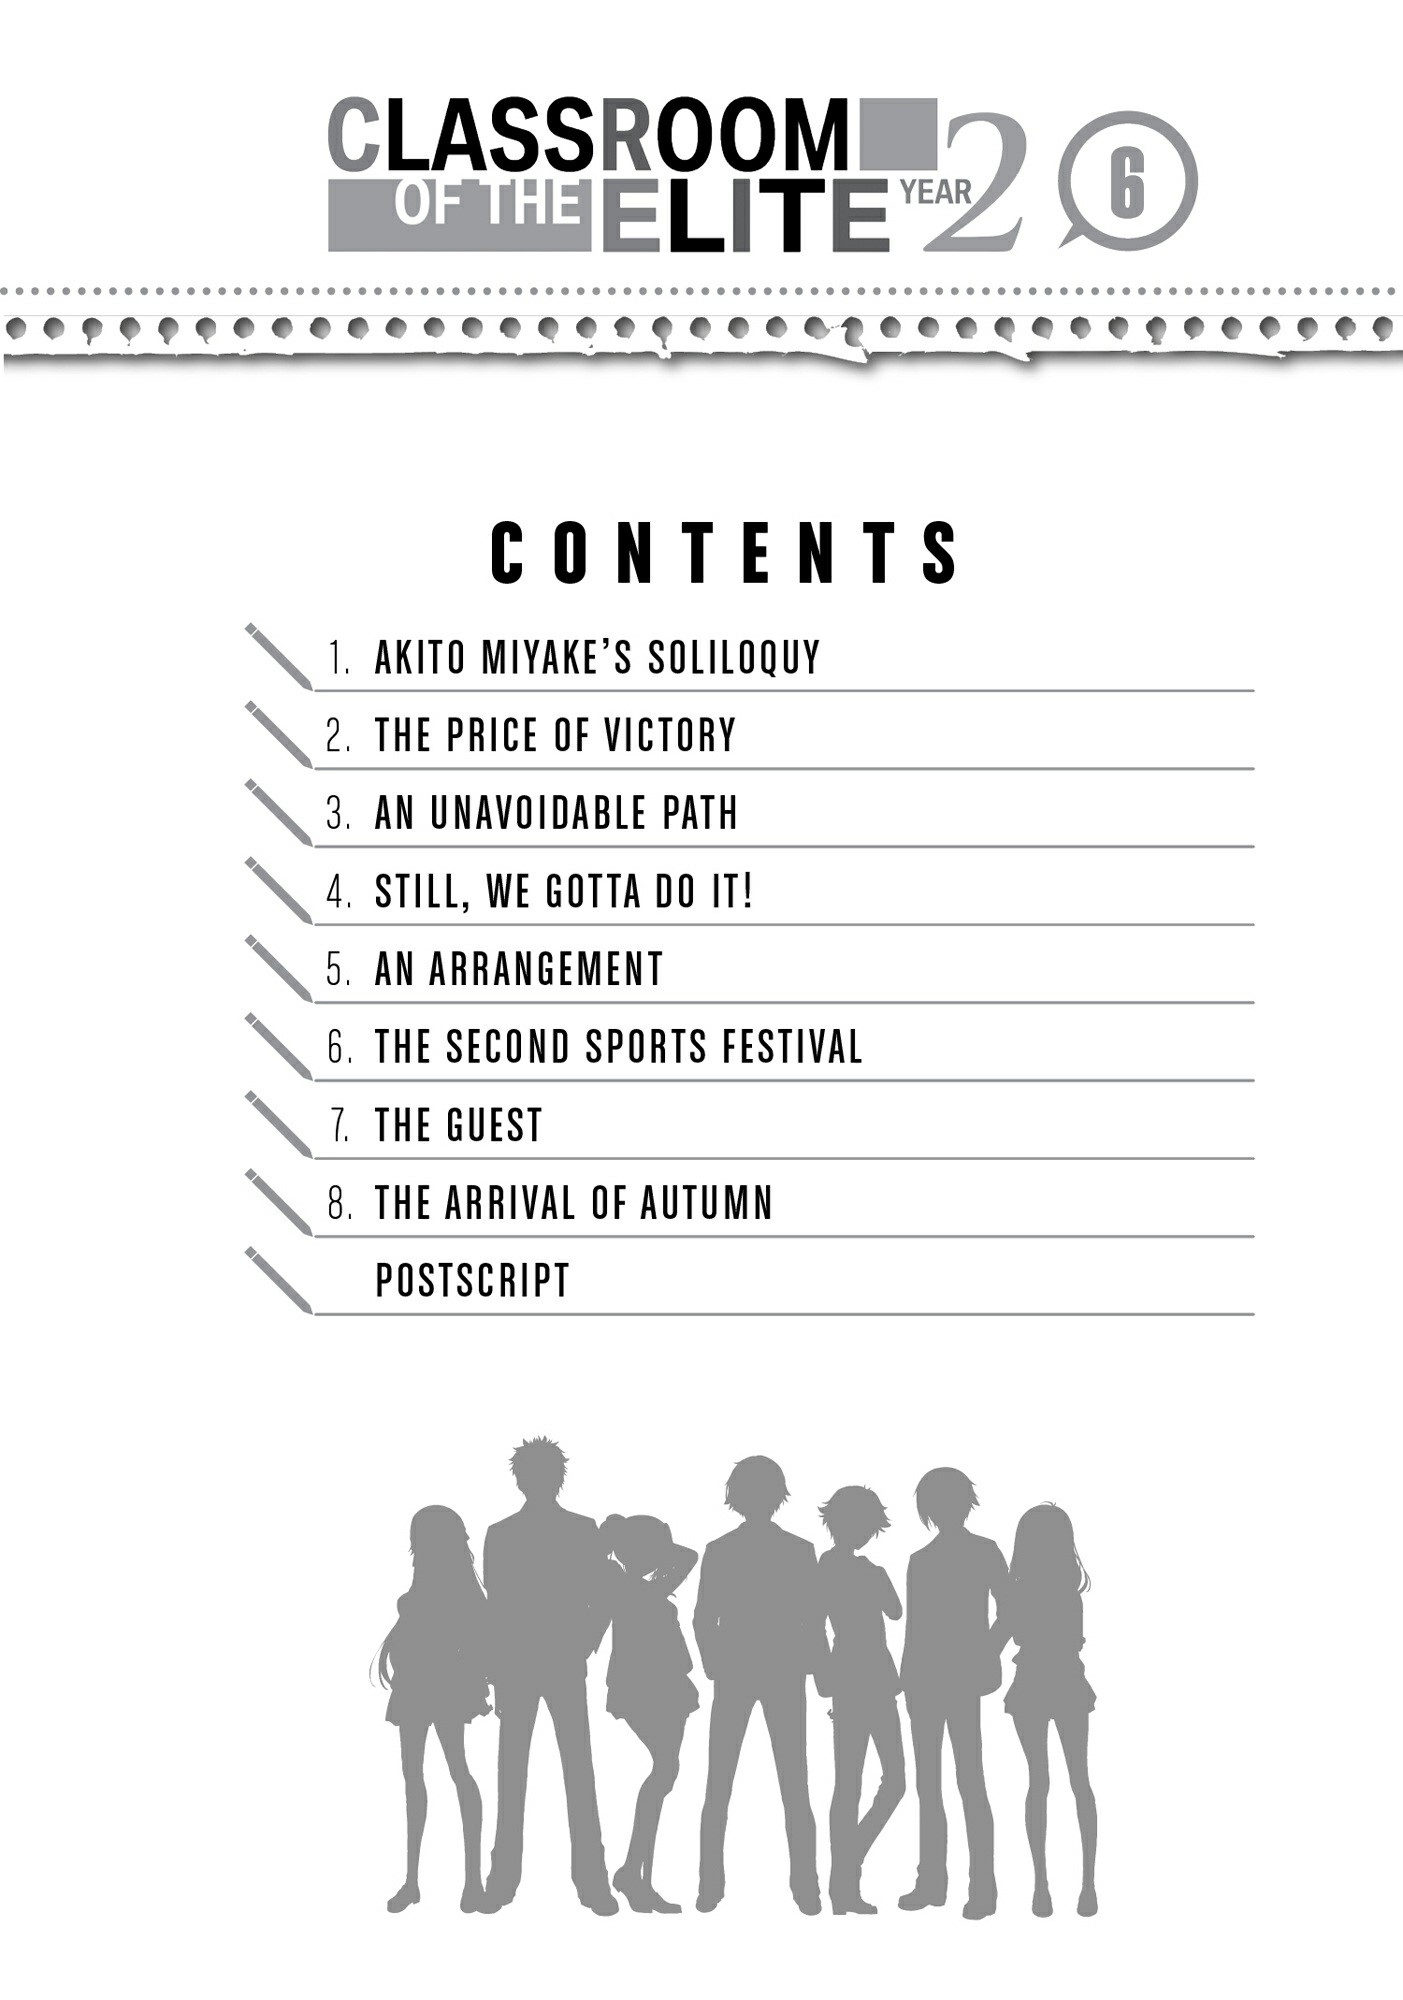 CLASSROOM
OF THE ELITE YEAR 2 6
CONTENTS
1. AKITO MIYAKE’S SOLILOQUY
2. THE PRICE OF VICTORY
3. AN UNAVOIDABLE PATH
4. STILL, WE GOTTA DO IT!
5. AN ARRANGEMENT
6. THE SECOND SPORTS FESTIVAL
7. THE GUEST
8. THE ARRIVAL OF AUTUMN
POSTSCRIPT